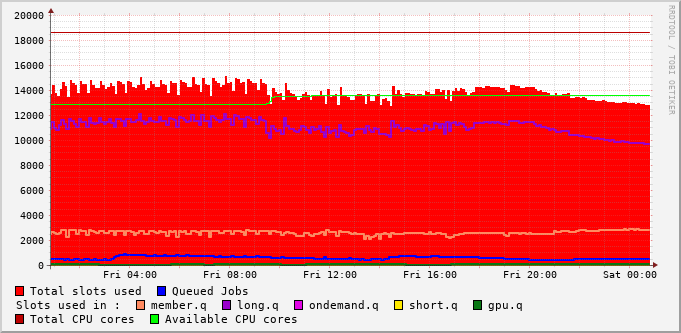 20000
18000
16000
14000
12000
10000
8000
6000
4000
2000
0
Fri 04:00 Fri 08:00 Fri 12:00 Fri 16:00 Fri 20:00 Sat 00:00
RRDTOOL / TOBI OETIKER
Total slots used Queued Jobs
Slots used in : member.q long.q ondemand.q short.q gpu.q
Total CPU cores Available CPU cores